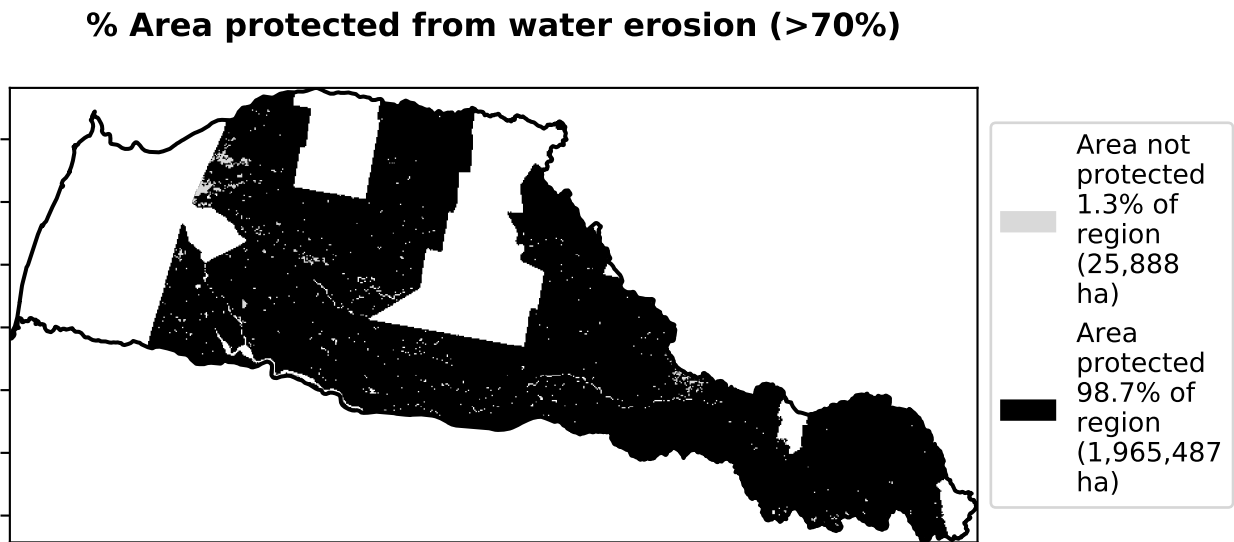 % Area protected from water erosion (>70%)
Area not
protected
1.3% of
region
(25,888
ha)
Area
protected
98.7% of
region
(1,965,487
ha)